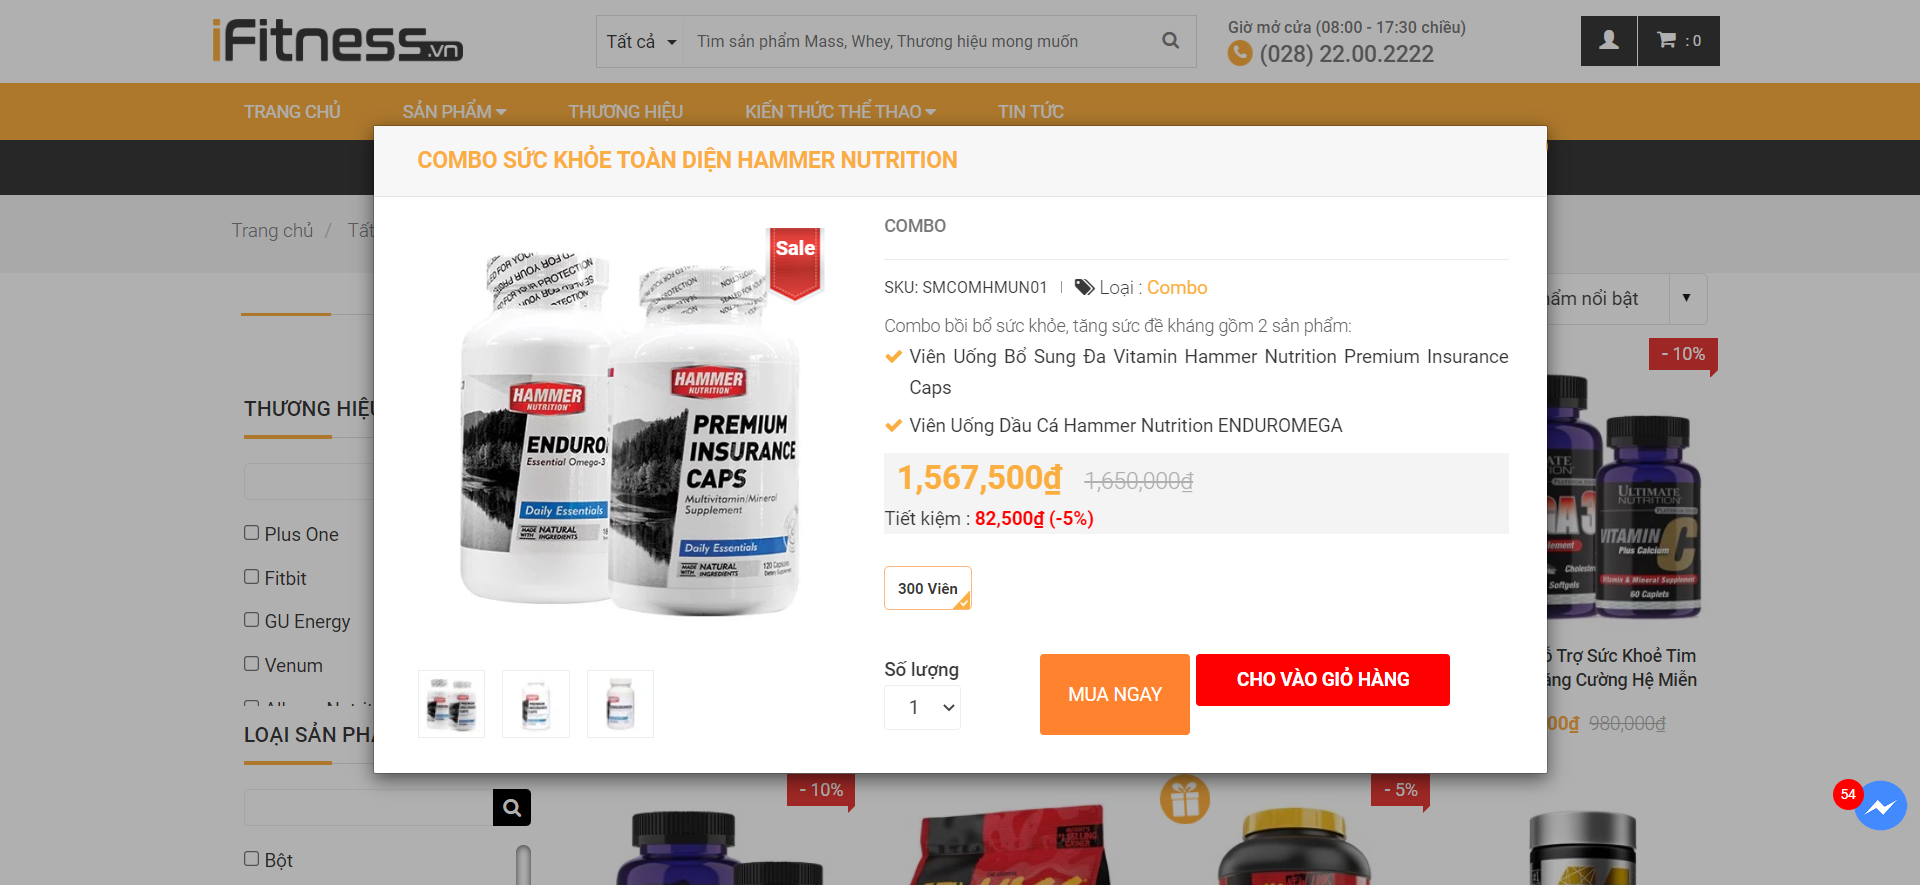 iFitness.vn
Tất cả
Tìm sản phẩm Mass, Whey, Thương hiệu mong muốn
Giờ mở cửa (08:00 - 17:30 chiều)
(028) 22.00.2222
: 0
TRANG CHỦ
SẢN PHẨM
THƯƠNG HIỆU
KIẾN THỨC THỂ THAO
TIN TỨC
COMBO SỨC KHỎE TOÀN DIỆN HAMMER NUTRITION
Trang chủ / Tất
Sale
HAMMER
NUTRITION
ENDURO
Essential Omega-3
Daily Essentials
MADE WITH NATURAL INGREDIENTS
HAMMER
NUTRITION
PREMIUM
INSURANCE
CAPS
Multivitamin/Mineral
Supplement
Daily Essentials
MADE WITH NATURAL INGREDIENTS
120 Capsules
COMBO
SKU: SMCOMHMUN01
Loại : Combo
Combo bồi bổ sức khỏe, tăng sức đề kháng gồm 2 sản phẩm:
Viên Uống Bổ Sung Đa Vitamin Hammer Nutrition Premium Insurance
Caps
Viên Uống Dầu Cá Hammer Nutrition ENDUROMEGA
1,567,500₫ 1,650,000₫
Tiết kiệm : 82,500₫ (-5%)
300 Viên
Số lượng
1
MUA NGAY
CHO VÀO GIỎ HÀNG
THƯƠNG HIỆU
Plus One
Fitbit
GU Energy
Venum
LOẠI SẢN PHẨ
Bột
ẩm nổi bật
- 10%
ULTIMATE
NUTRITION
VITAMIN
C
Plus Calcium
Vitamin & Mineral Supplement
60 Caplets
Softgels
ỗ Trợ Sức Khoẻ Tim
ăng Cường Hệ Miễn
00₫ 980,000₫
- 10%
- 5%
54